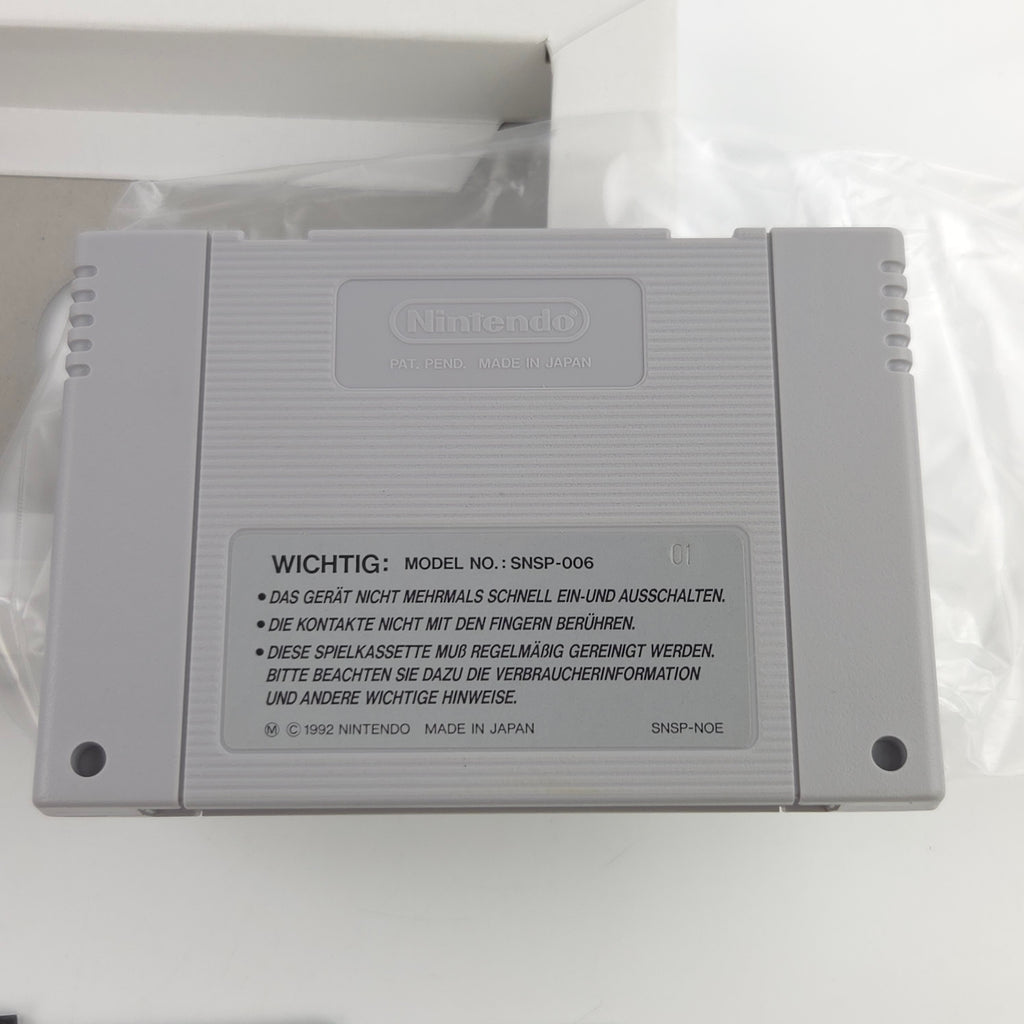 Nintendo®
PAT. PEND. MADE IN JAPAN
WICHTIG: MODEL NO.: SNSP-006 01
• DAS GERÄT NICHT MEHRMALS SCHNELL EIN-UND AUSSCHALTEN.
• DIE KONTAKTE NICHT MIT DEN FINGERN BERÜHREN.
• DIESE SPIELKASSETTE MUß REGELMÄßIG GEREINIGT WERDEN.
BITTE BEACHTEN SIE DAZU DIE VERBRAUCHERINFORMATION
UND ANDERE WICHTIGE HINWEISE.
Ⓜ © 1992 NINTENDO MADE IN JAPAN SNSP-NOE